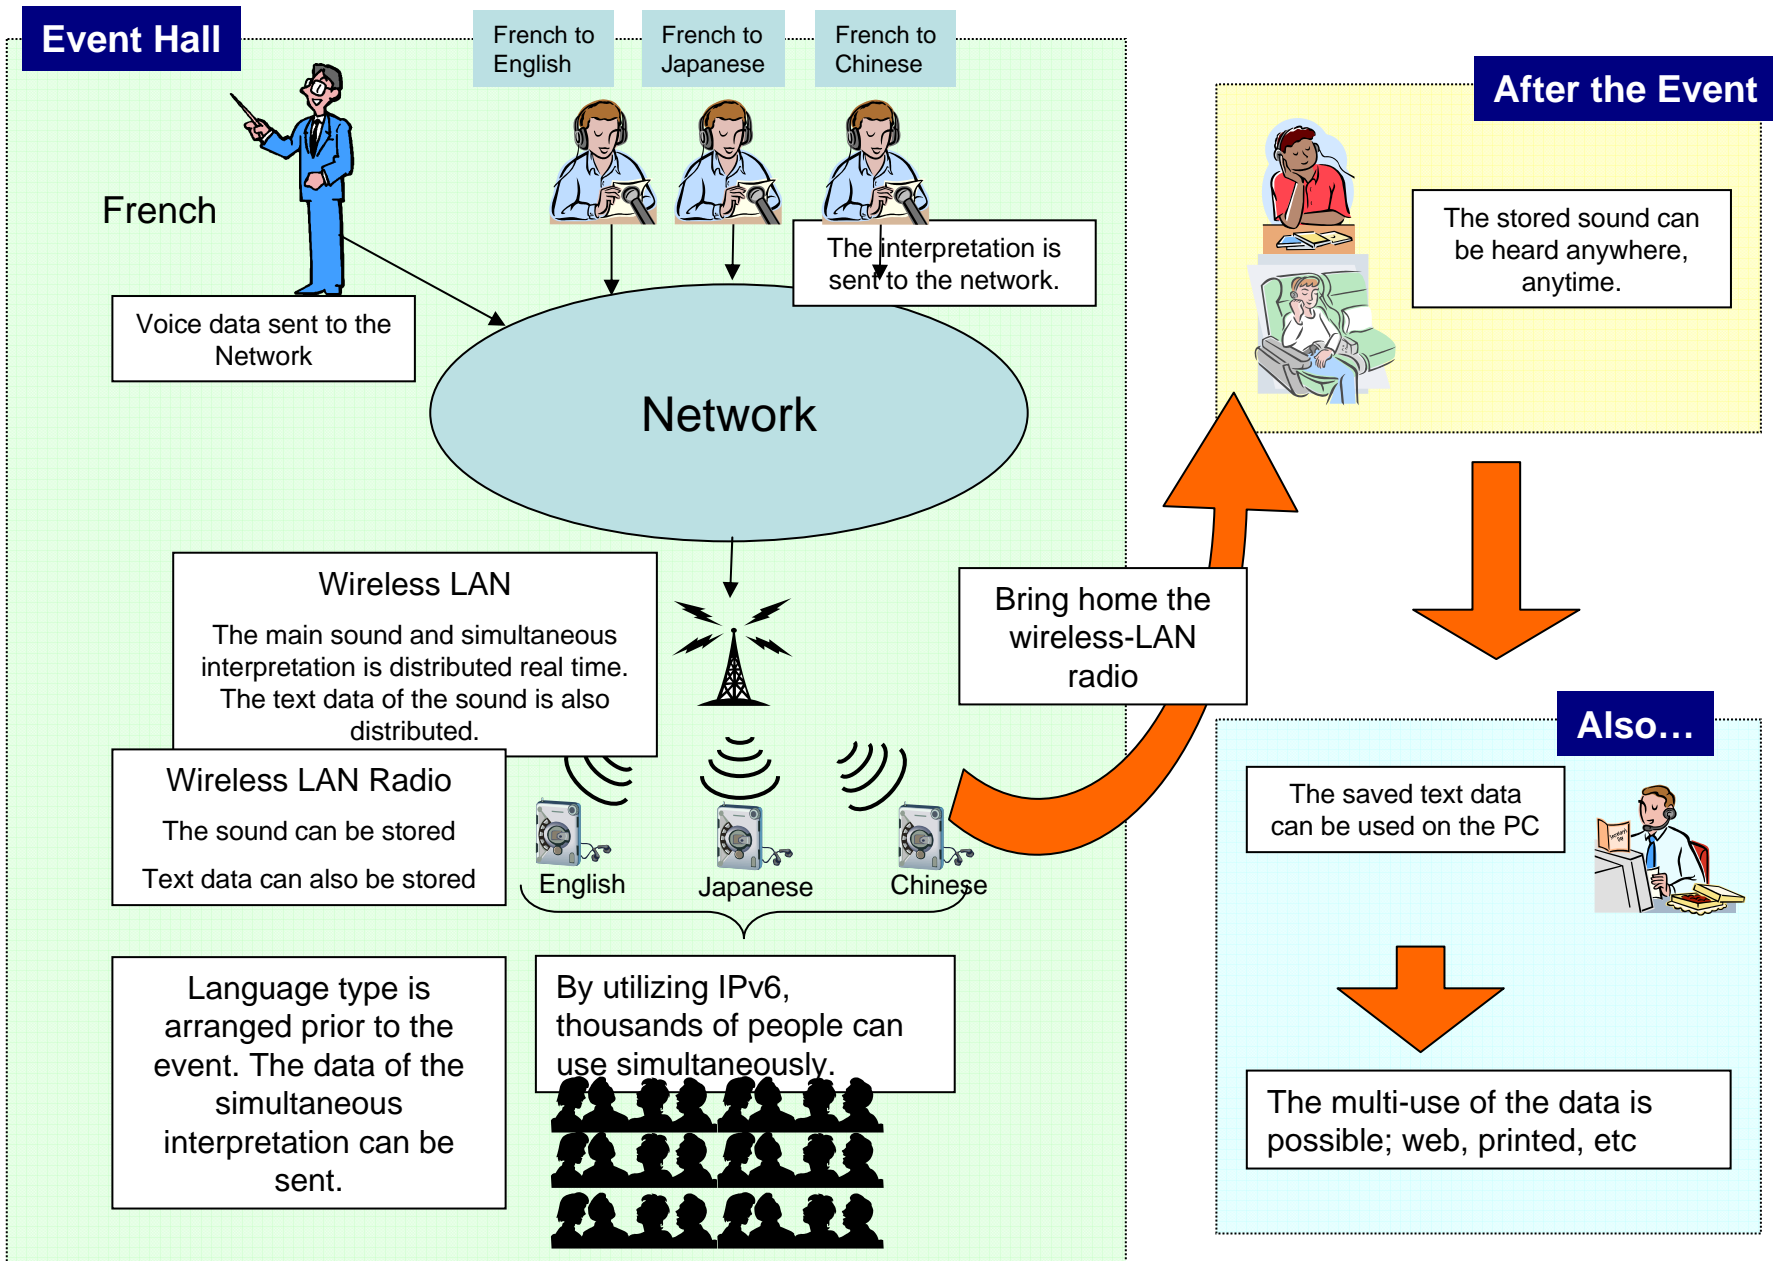 Event Hall
French to
English
French to
Japanese
French to
Chinese
French
The interpretation is
sent to the network.
Voice data sent to the
Network
Network
Wireless LAN
The main sound and simultaneous
interpretation is distributed real time.
The text data of the sound is also
distributed.
Wireless LAN Radio
The sound can be stored
Text data can also be stored
English
Japanese
Chinese
Language type is
arranged prior to the
event. The data of the
simultaneous
interpretation can be
sent.
By utilizing IPv6,
thousands of people can
use simultaneously.
Bring home the
wireless-LAN
radio
After the Event
The stored sound can
be heard anywhere,
anytime.
Also…
The saved text data
can be used on the PC
The multi-use of the data is
possible; web, printed, etc